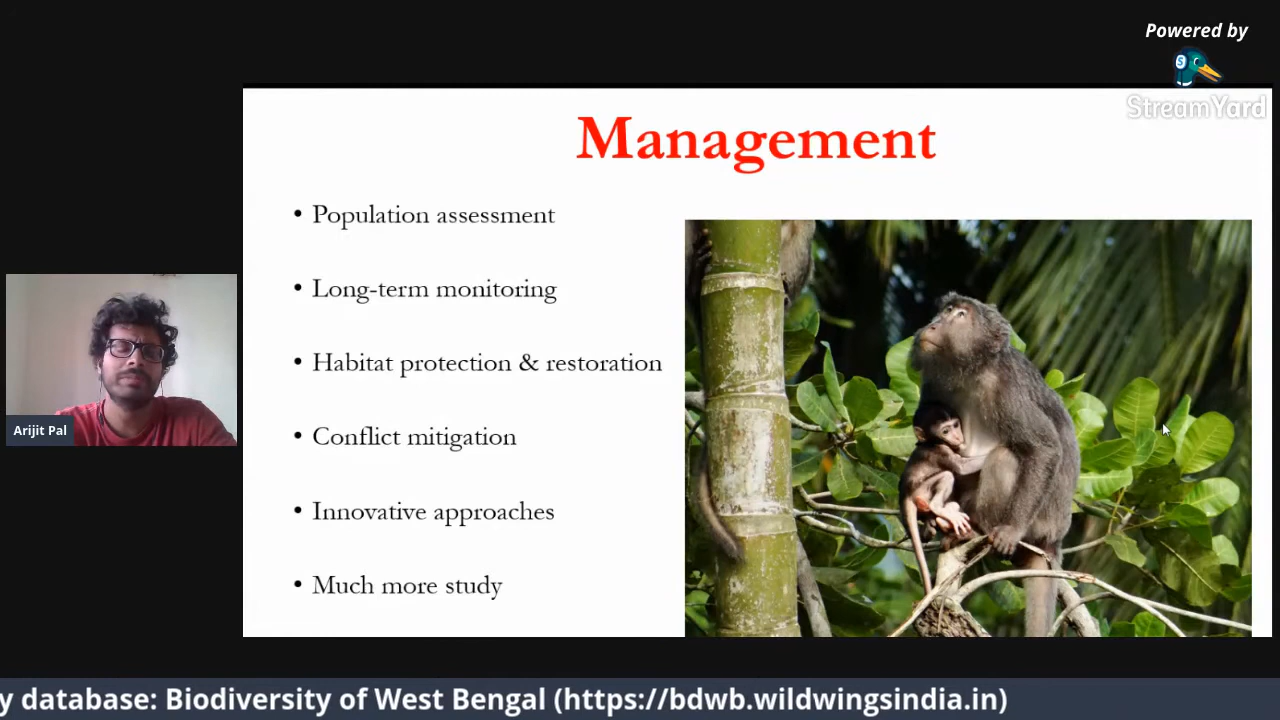 Powered by
StreamYard
Management
• Population assessment
• Long-term monitoring
• Habitat protection & restoration
• Conflict mitigation
• Innovative approaches
• Much more study
Arijit Pal
y database: Biodiversity of West Bengal (https://bdwb.wildwingsindia.in)